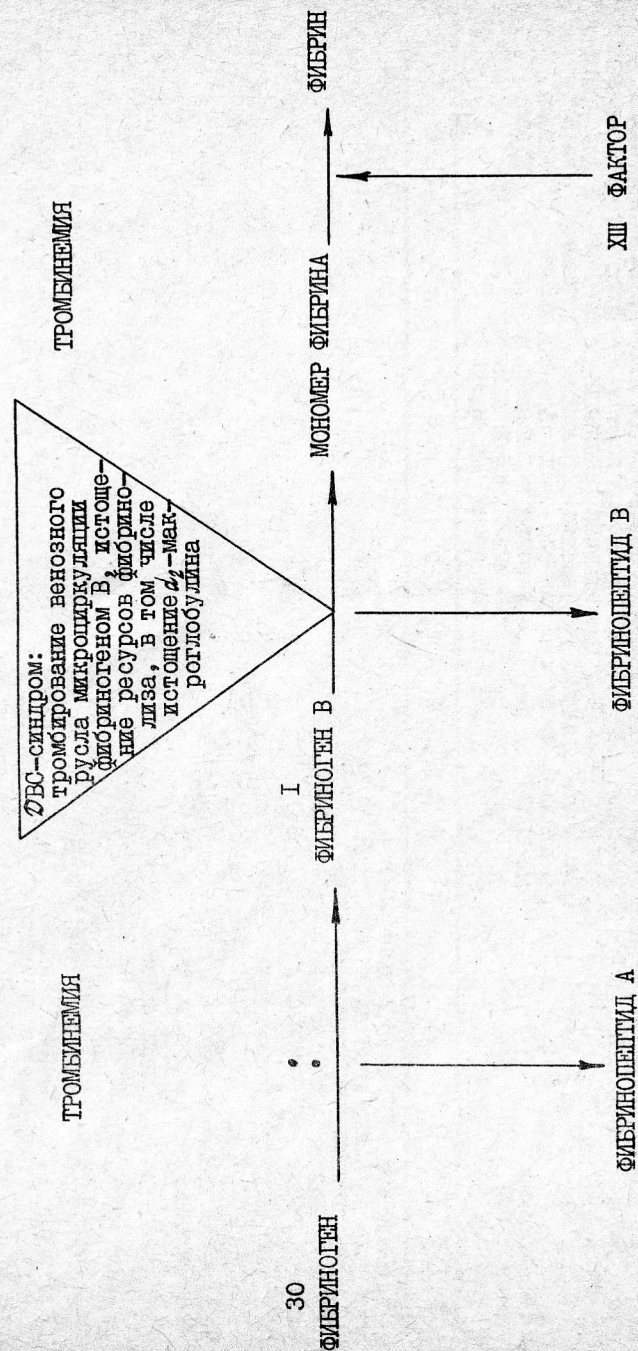 ТРОМБИНЕМИЯ
ТРОМБИНЕМИЯ
ДВС-синдром:
тромбирование венозного
русла микроциркуляции
фибриногеном В, истоще-
ние ресурсов фибрино-
лиза, в том числе
истощение α₂-мак-
роглобулина
I
ФИБРИНОГЕН
ФИБРИНОГЕН В
МОНОМЕР ФИБРИНА
ФИБРИН
ФИБРИНОПЕПТИД А
ФИБРИНОПЕПТИД В
XIII ФАКТОР
30